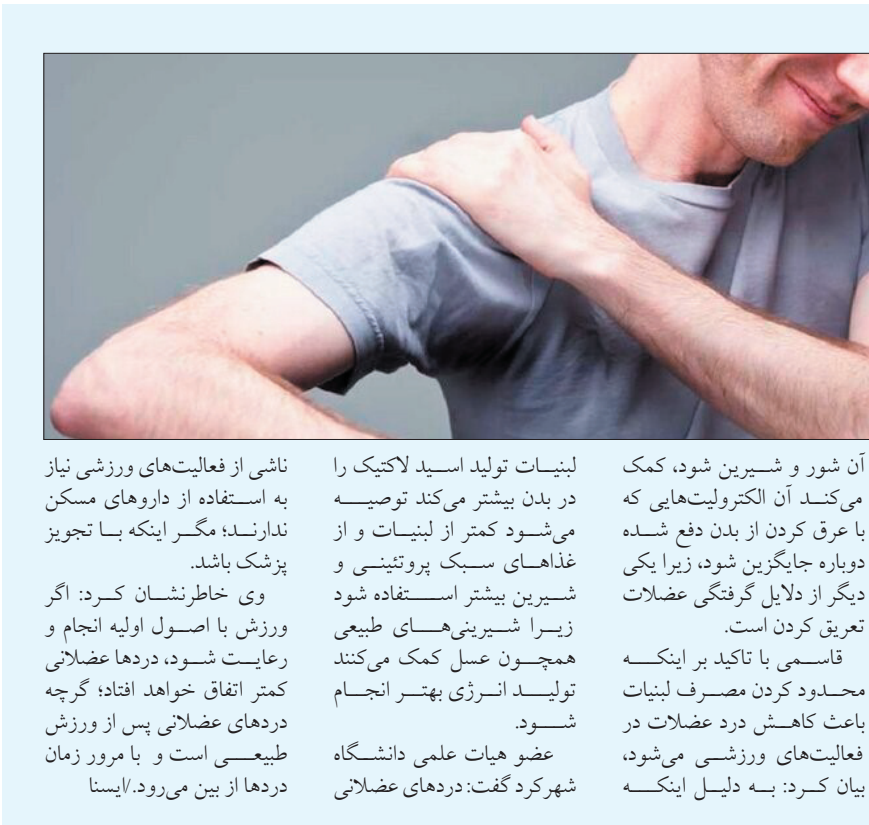 آن شور و شیرین شود، کمک
می‌کند آن الکترولیت‌هایی که
با عرق کردن از بدن دفع شده
دوباره جایگزین شود، زیرا یکی
دیگر از دلایل گرفتگی عضلات
تعریق کردن است.
قاسمی با تاکید بر اینکه
محدود کردن مصرف لبنیات
باعث کاهش درد عضلات در
فعالیت‌های ورزشی می‌شود،
بیان کرد: به دلیل اینکه
لبنیات تولید اسید لاکتیک را
در بدن بیشتر می‌کند توصیه
می‌شود کمتر از لبنیات و از
غذاهای سبک پروتئینی و
شیرین بیشتر استفاده شود
زیرا شیرینی‌های طبیعی
همچون عسل کمک می‌کنند
تولید انرژی بهتر انجام
شود.
عضو هیات علمی دانشگاه
شهرکرد گفت: دردهای عضلانی
ناشی از فعالیت‌های ورزشی نیاز
به استفاده از داروهای مسکن
ندارند؛ مگر اینکه با تجویز
پزشک باشد.
وی خاطرنشان کرد: اگر
ورزش با اصول اولیه انجام و
رعایت شود، دردها عضلانی
کمتر اتفاق خواهد افتاد؛ گرچه
دردهای عضلانی پس از ورزش
طبیعی است و با مرور زمان
دردها از بین می‌رود./ایسنا